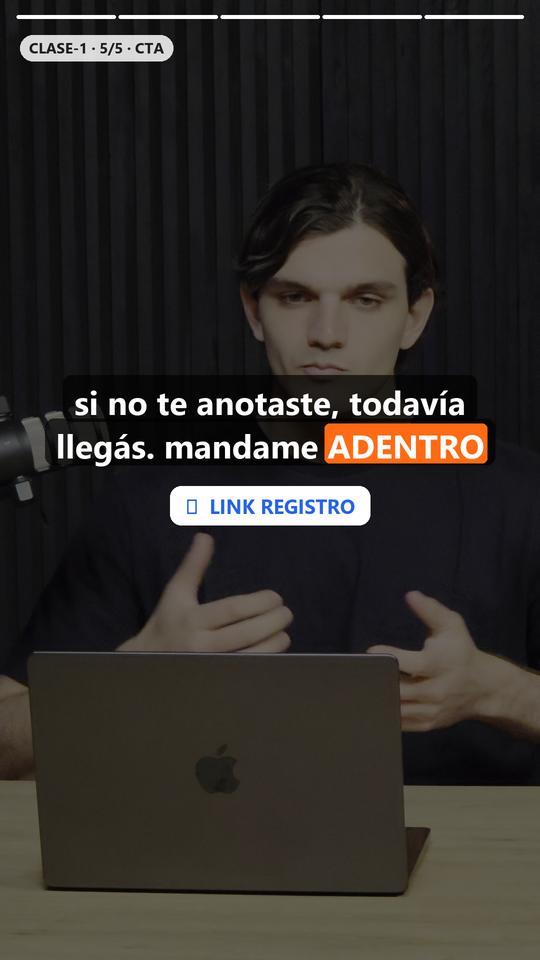 CLASE-1 · 5/5 · CTA
si no te anotaste, todavía
llegás. mandame ADENTRO
LINK REGISTRO